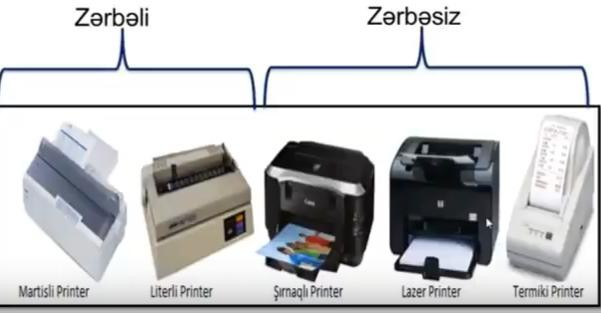 Zərbəli
Zərbəsiz
Martisli Printer
Literli Printer
Şırnaqlı Printer
Lazer Printer
Termiki Printer